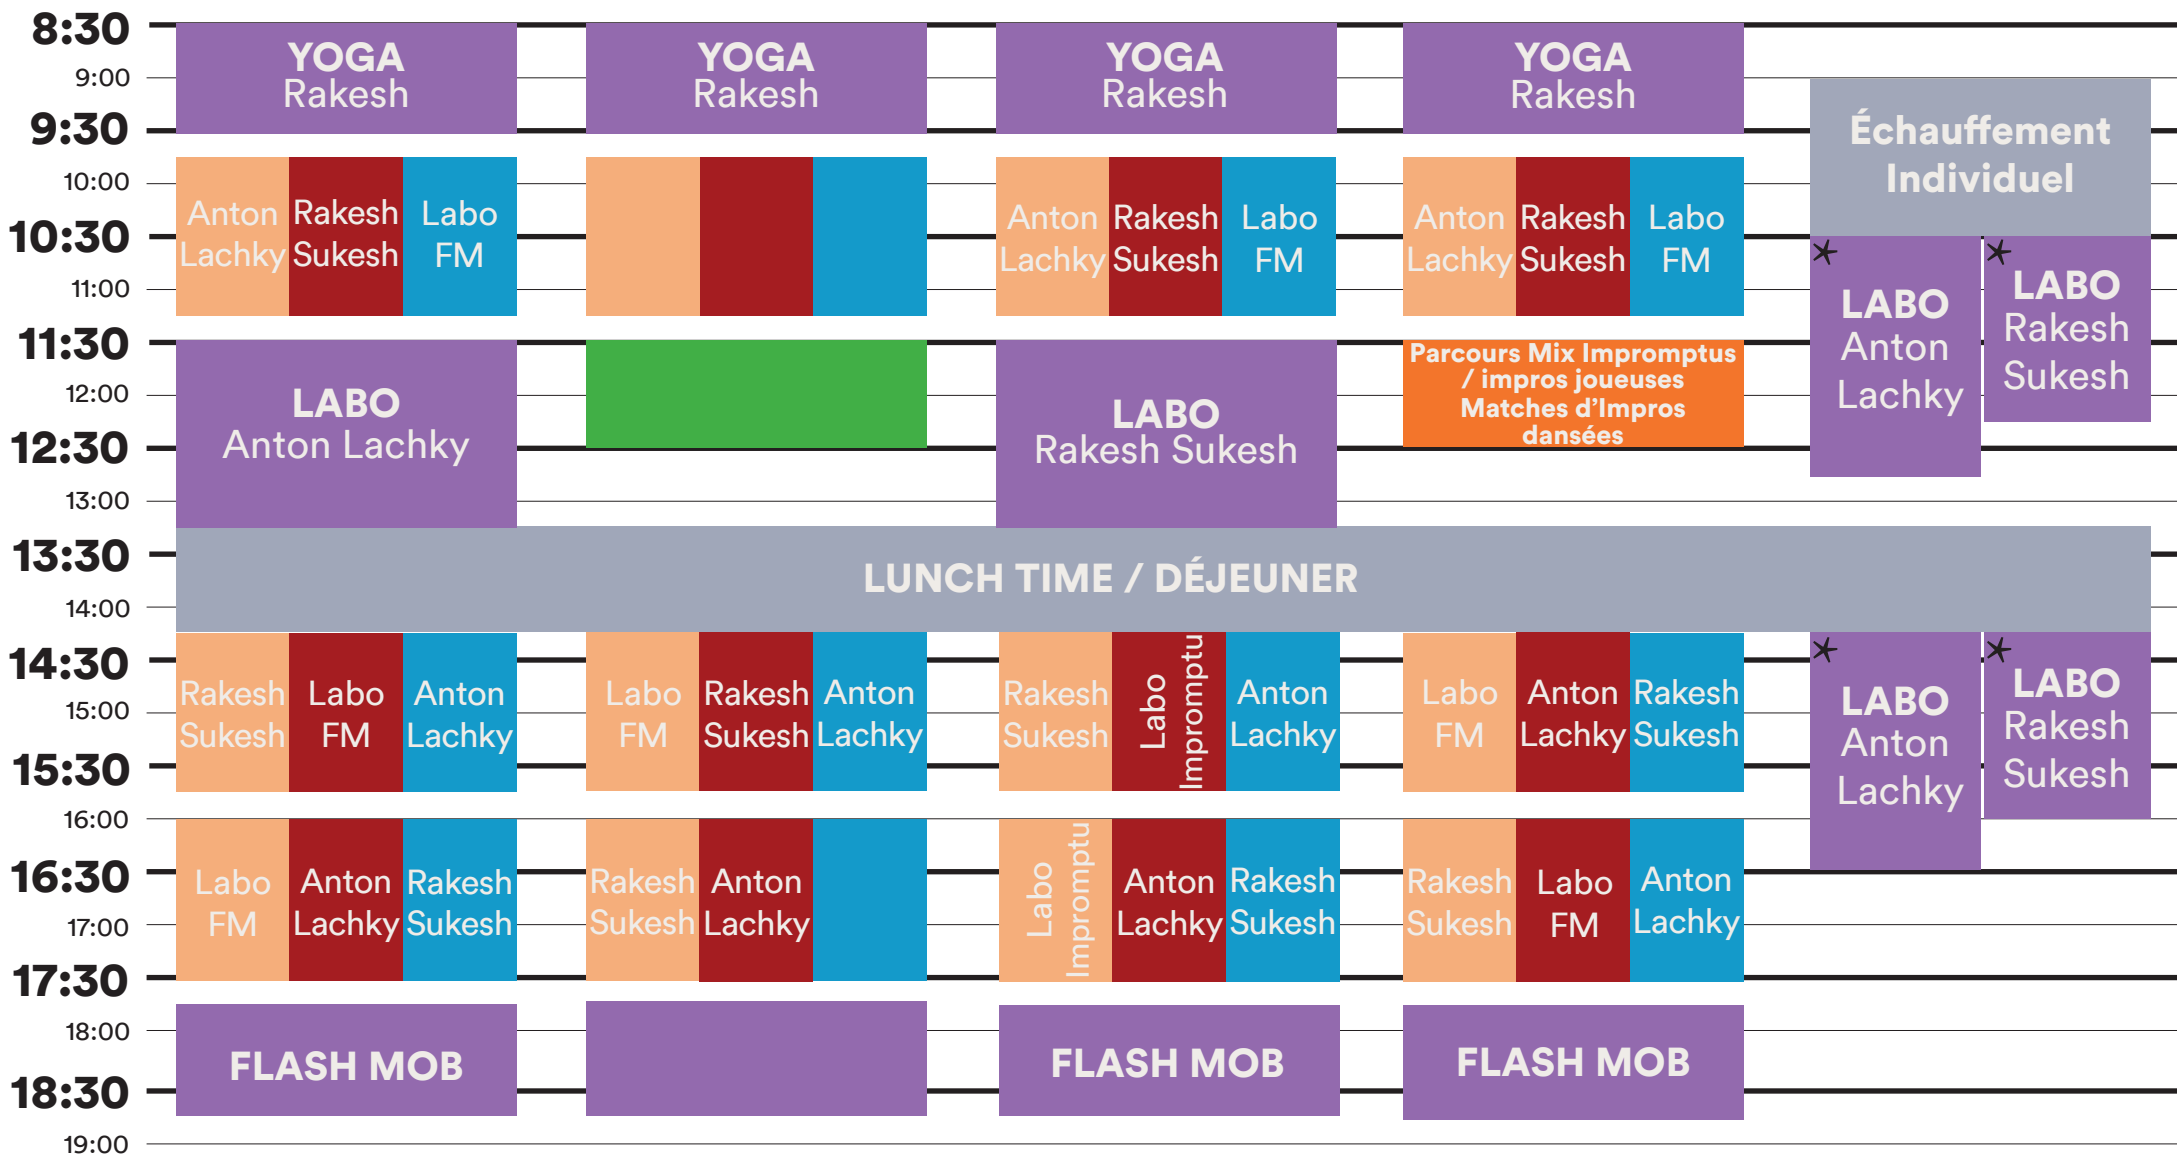 8:30
9:00
9:30
10:00
10:30
11:00
11:30
12:00
12:30
13:00
13:30
14:00
14:30
15:00
15:30
16:00
16:30
17:00
17:30
18:00
18:30
19:00
YOGA
Rakesh
YOGA
Rakesh
YOGA
Rakesh
YOGA
Rakesh
Échauffement
Individuel
Anton
Lachky
Rakesh
Sukesh
Labo
FM
Anton
Lachky
Rakesh
Sukesh
Labo
FM
Anton
Lachky
Rakesh
Sukesh
Labo
FM
LABO
Anton Lachky
LABO
Rakesh Sukesh
Parcours Mix Impromptus
/ impros joueuses
Matches d'Impros
dansées
*
LABO
Anton
Lachky
*
LABO
Rakesh
Sukesh
LUNCH TIME / DÉJEUNER
Rakesh
Sukesh
Labo
FM
Anton
Lachky
Labo
FM
Rakesh
Sukesh
Anton
Lachky
Rakesh
Sukesh
Labo
Impromptu
Anton
Lachky
Labo
FM
Anton
Lachky
Rakesh
Sukesh
*
LABO
Anton
Lachky
*
LABO
Rakesh
Sukesh
Labo
FM
Anton
Lachky
Rakesh
Sukesh
Rakesh
Sukesh
Anton
Lachky
Labo
Impromptu
Anton
Lachky
Rakesh
Sukesh
Rakesh
Sukesh
Labo
FM
Anton
Lachky
FLASH MOB
FLASH MOB
FLASH MOB